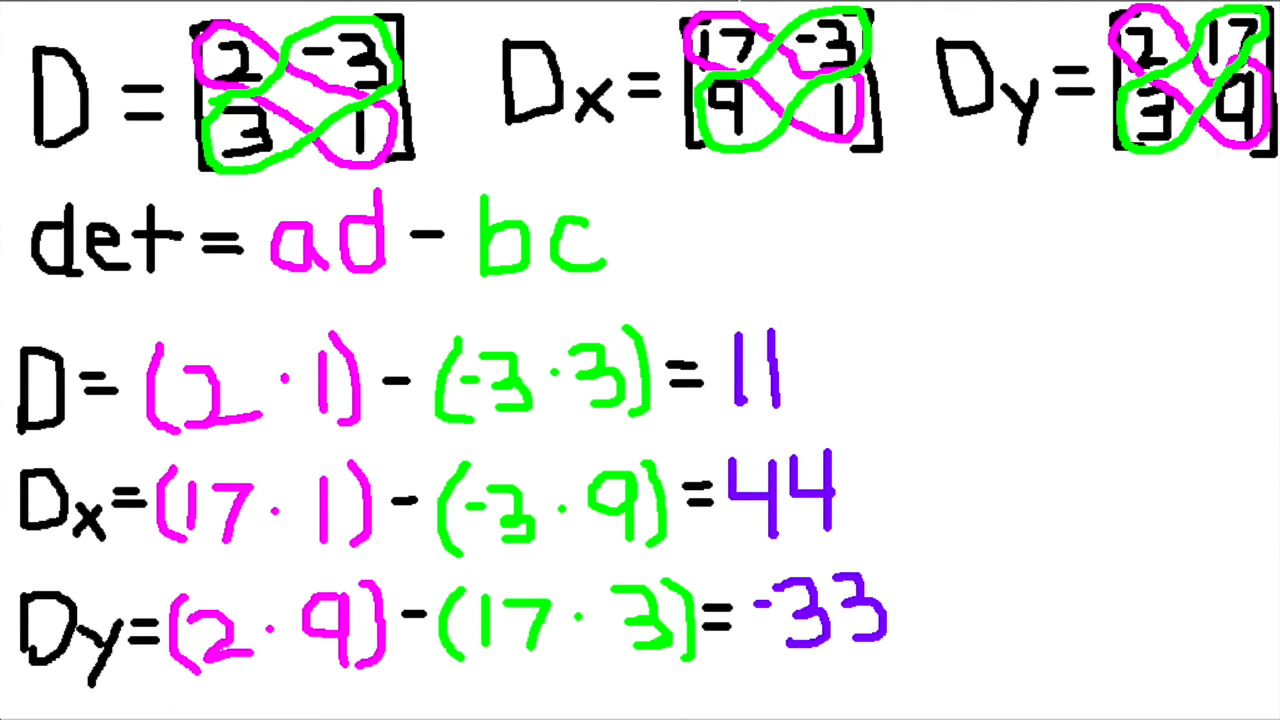 D = [2 -3 Dx = [17 -3] Dy = [2 17]
3 1] 9 1 3 9
det = ad - bc
D = (2 · 1) - (-3 · 3) = 11
Dx = (17 · 1) - (-3 · 9) = 44
Dy = (2 · 9) - (17 · 3) = -33